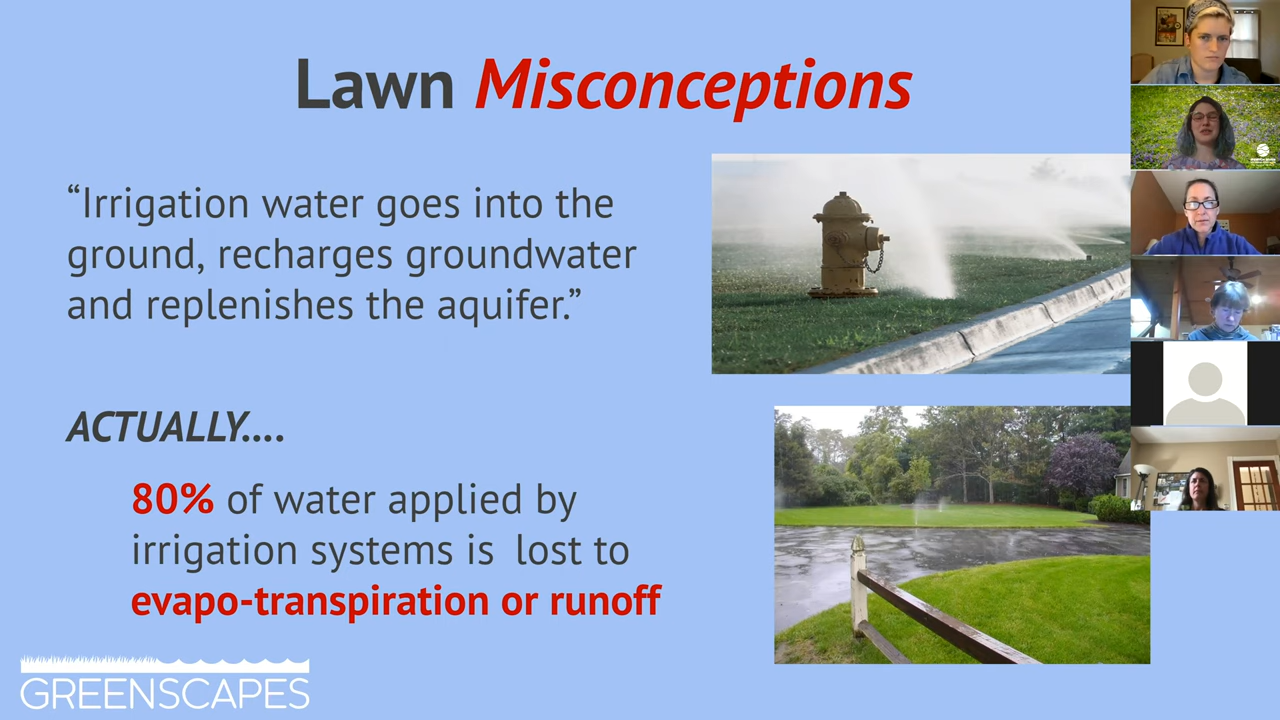 Lawn Misconceptions
“Irrigation water goes into the
ground, recharges groundwater
and replenishes the aquifer.”
ACTUALLY....
80% of water applied by
irrigation systems is lost to
evapo-transpiration or runoff
GREENSCAPES